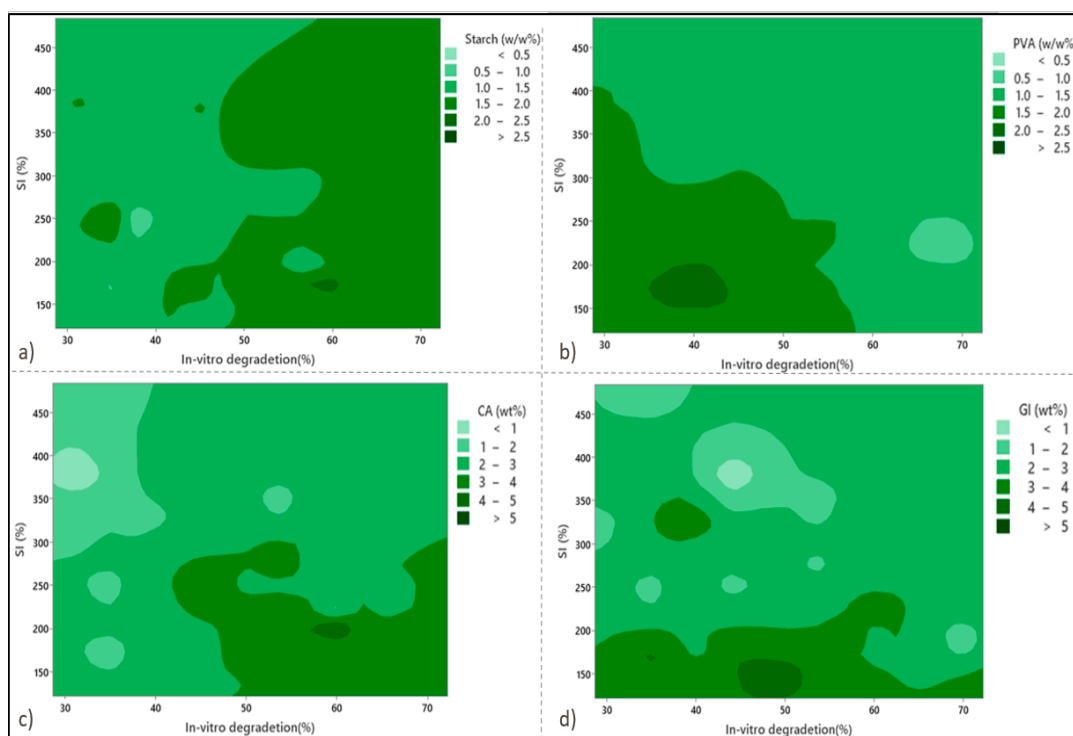 Starch (w/w%)
< 0.5
0.5 – 1.0
1.0 – 1.5
1.5 – 2.0
2.0 – 2.5
> 2.5
450
400
350
300
250
200
150
SI (%)
30 40 50 60 70
In-vitro degradetion(%)
a)
PVA (w/w%)
< 0.5
0.5 – 1.0
1.0 – 1.5
1.5 – 2.0
2.0 – 2.5
> 2.5
450
400
350
300
250
200
150
SI (%)
30 40 50 60 70
In-vitro degradetion(%)
b)
CA (wt%)
< 1
1 – 2
2 – 3
3 – 4
4 – 5
> 5
450
400
350
300
250
200
150
SI (%)
30 40 50 60 70
In-vitro degradetion(%)
c)
GI (wt%)
< 1
1 – 2
2 – 3
3 – 4
4 – 5
> 5
450
400
350
300
250
200
150
SI (%)
30 40 50 60 70
In-vitro degradetion(%)
d)